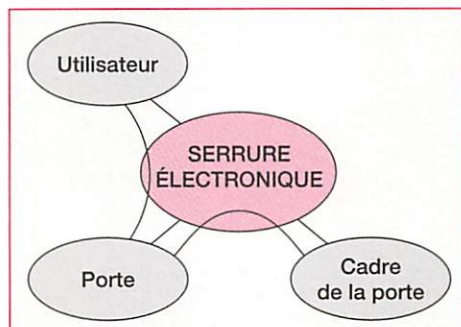 Utilisateur
SERRURE
ÉLECTRONIQUE
Porte
Cadre
de la porte